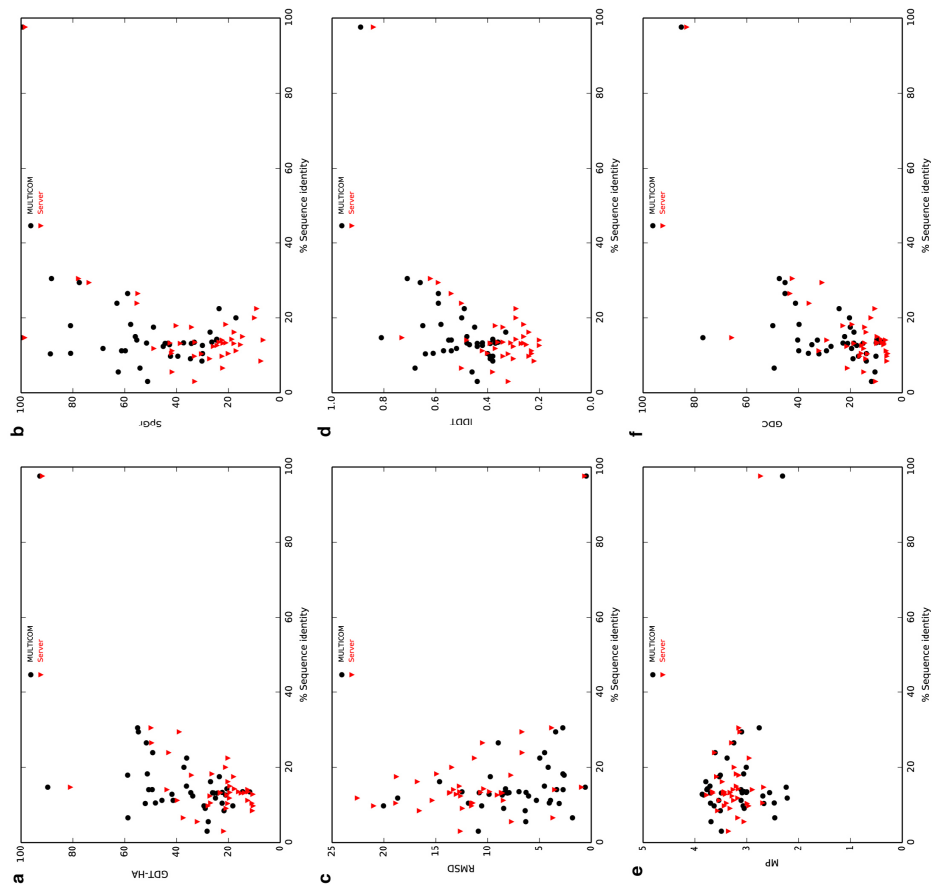 a
100
80
60
40
20
0
GDT-HA
MULTICOM
Server
0
20
40
60
80
100
% Sequence identity
b
100
80
60
40
20
0
SpGr
MULTICOM
Server
0
20
40
60
80
100
% Sequence identity
c
25
20
15
10
5
0
RMSD
MULTICOM
Server
0
20
40
60
80
100
% Sequence identity
d
1.0
0.8
0.6
0.4
0.2
0.0
lDDT
MULTICOM
Server
0
20
40
60
80
100
% Sequence identity
e
5
4
3
2
1
0
MP
MULTICOM
Server
0
20
40
60
80
100
% Sequence identity
f
100
80
60
40
20
0
GDC
MULTICOM
Server
0
20
40
60
80
100
% Sequence identity